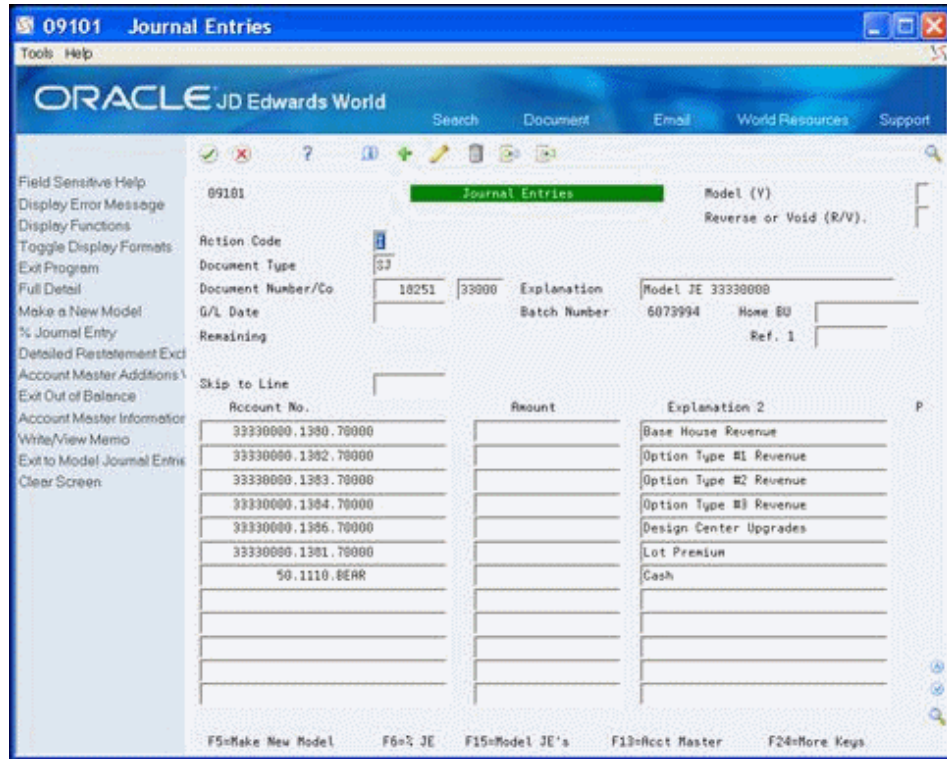 09101 Journal Entries
Tools Help
ORACLE JD Edwards World
Search Document Email World Resources Support
Field Sensitive Help
Display Error Message
Display Functions
Toggle Display Formats
Exit Program
Full Detail
Make a New Model
% Journal Entry
Detailed Restatement Excl
Account Master Additions
Exit Out of Balance
Account Master Information
Write/View Memo
Exit to Model Journal Entrie
Clear Screen
09101 Journal Entries Model (Y)
Reverse or Void (R/V).
Action Code
Document Type
Document Number/Co 18251 33000 Explanation Model JE 33330000
G/L Date Batch Number 6073994 Home BU
Remaining Ref. 1
Skip to Line
Account No. Amount Explanation 2 P
33330000.1380.70000 Base House Revenue
33330000.1382.70000 Option Type #1 Revenue
33330000.1383.70000 Option Type #2 Revenue
33330000.1384.70000 Option Type #3 Revenue
33330000.1386.70000 Design Center Upgrades
33330000.1381.70000 Lot Premium
50.1110.BEAR Cash
F5=Make New Model F6=% JE F15=Model JE's F13=Acct Master F24=More Keys